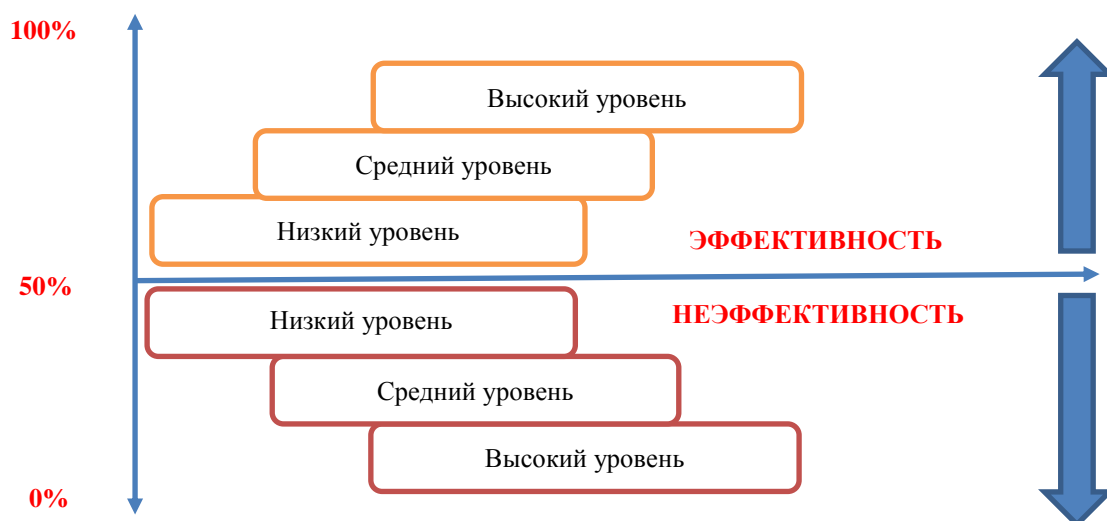 100%
Высокий уровень
Средний уровень
Низкий уровень
ЭФФЕКТИВНОСТЬ
50%
НЕЭФФЕКТИВНОСТЬ
Низкий уровень
Средний уровень
Высокий уровень
0%